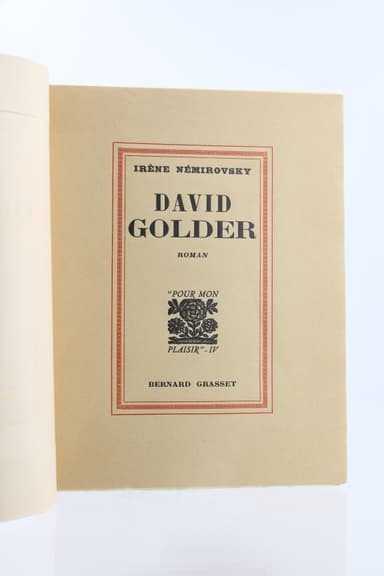 IRÈNE NÉMIROVSKY
DAVID
GOLDER
ROMAN
"POUR MON
PLAISIR" - IV
BERNARD GRASSET